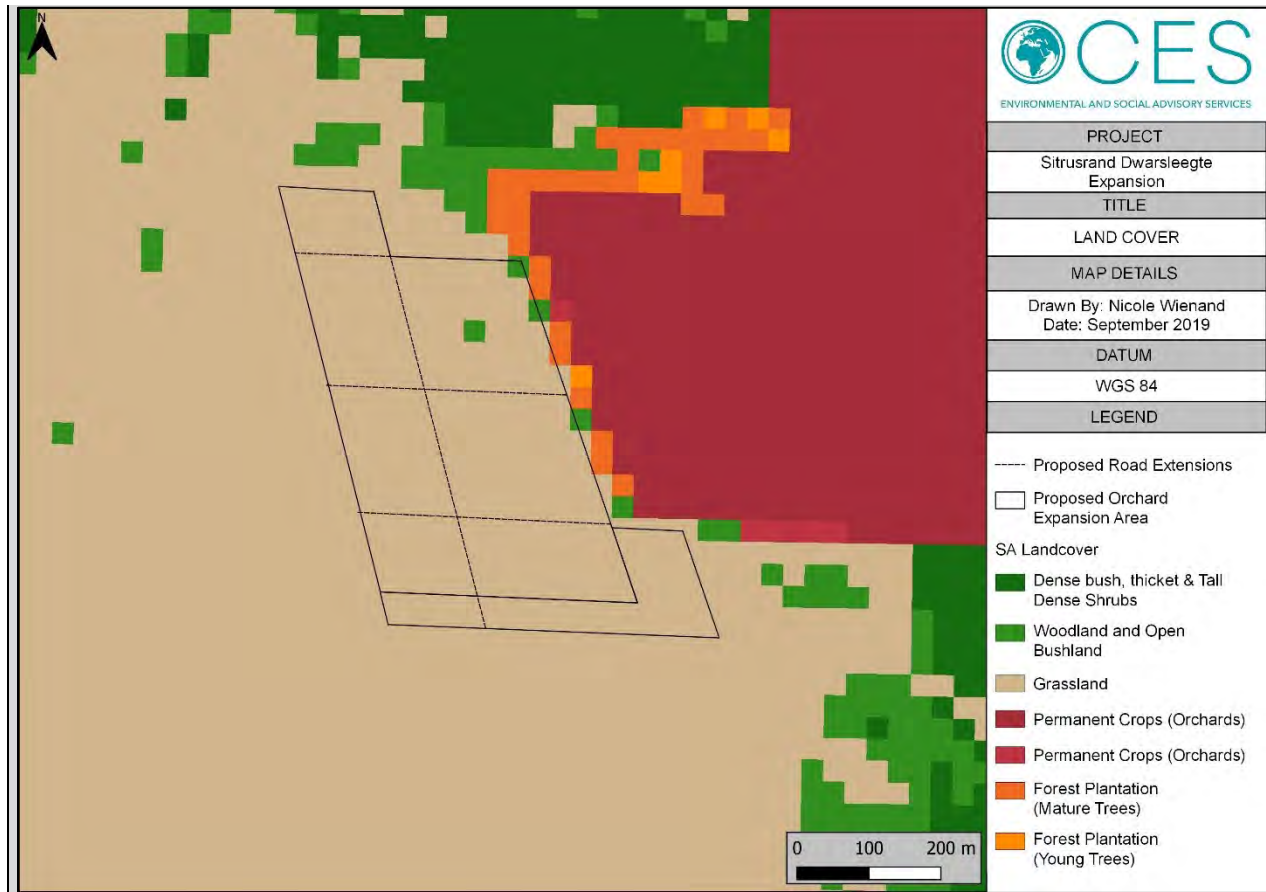 N
CES
ENVIRONMENTAL AND SOCIAL ADVISORY SERVICES
PROJECT
Sitrusrand Dwarsleegte
Expansion
TITLE
LAND COVER
MAP DETAILS
Drawn By: Nicole Wienand
Date: September 2019
DATUM
WGS 84
LEGEND
Proposed Road Extensions
Proposed Orchard
Expansion Area
SA Landcover
Dense bush, thicket & Tall
Dense Shrubs
Woodland and Open
Bushland
Grassland
Permanent Crops (Orchards)
Permanent Crops (Orchards)
Forest Plantation
(Mature Trees)
Forest Plantation
(Young Trees)
0 100 200 m